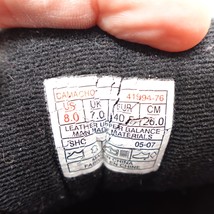 CAMACHO 41994-76
US UK EUR CM
8.0 7.0 40 26.0
LEATHER UPPER BALANCE
MAN MADE MATERIALS
SHC 05-07
CHINA